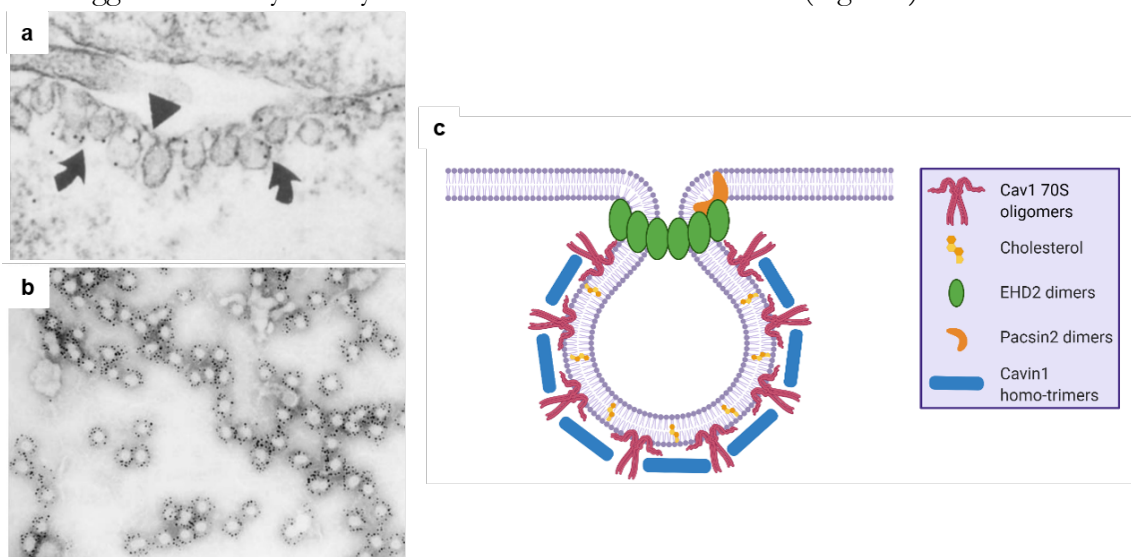 a
b
c
Cav1 70S
oligomers
Cholesterol
EHD2 dimers
Pacsin2 dimers
Cavin1
homo-trimers